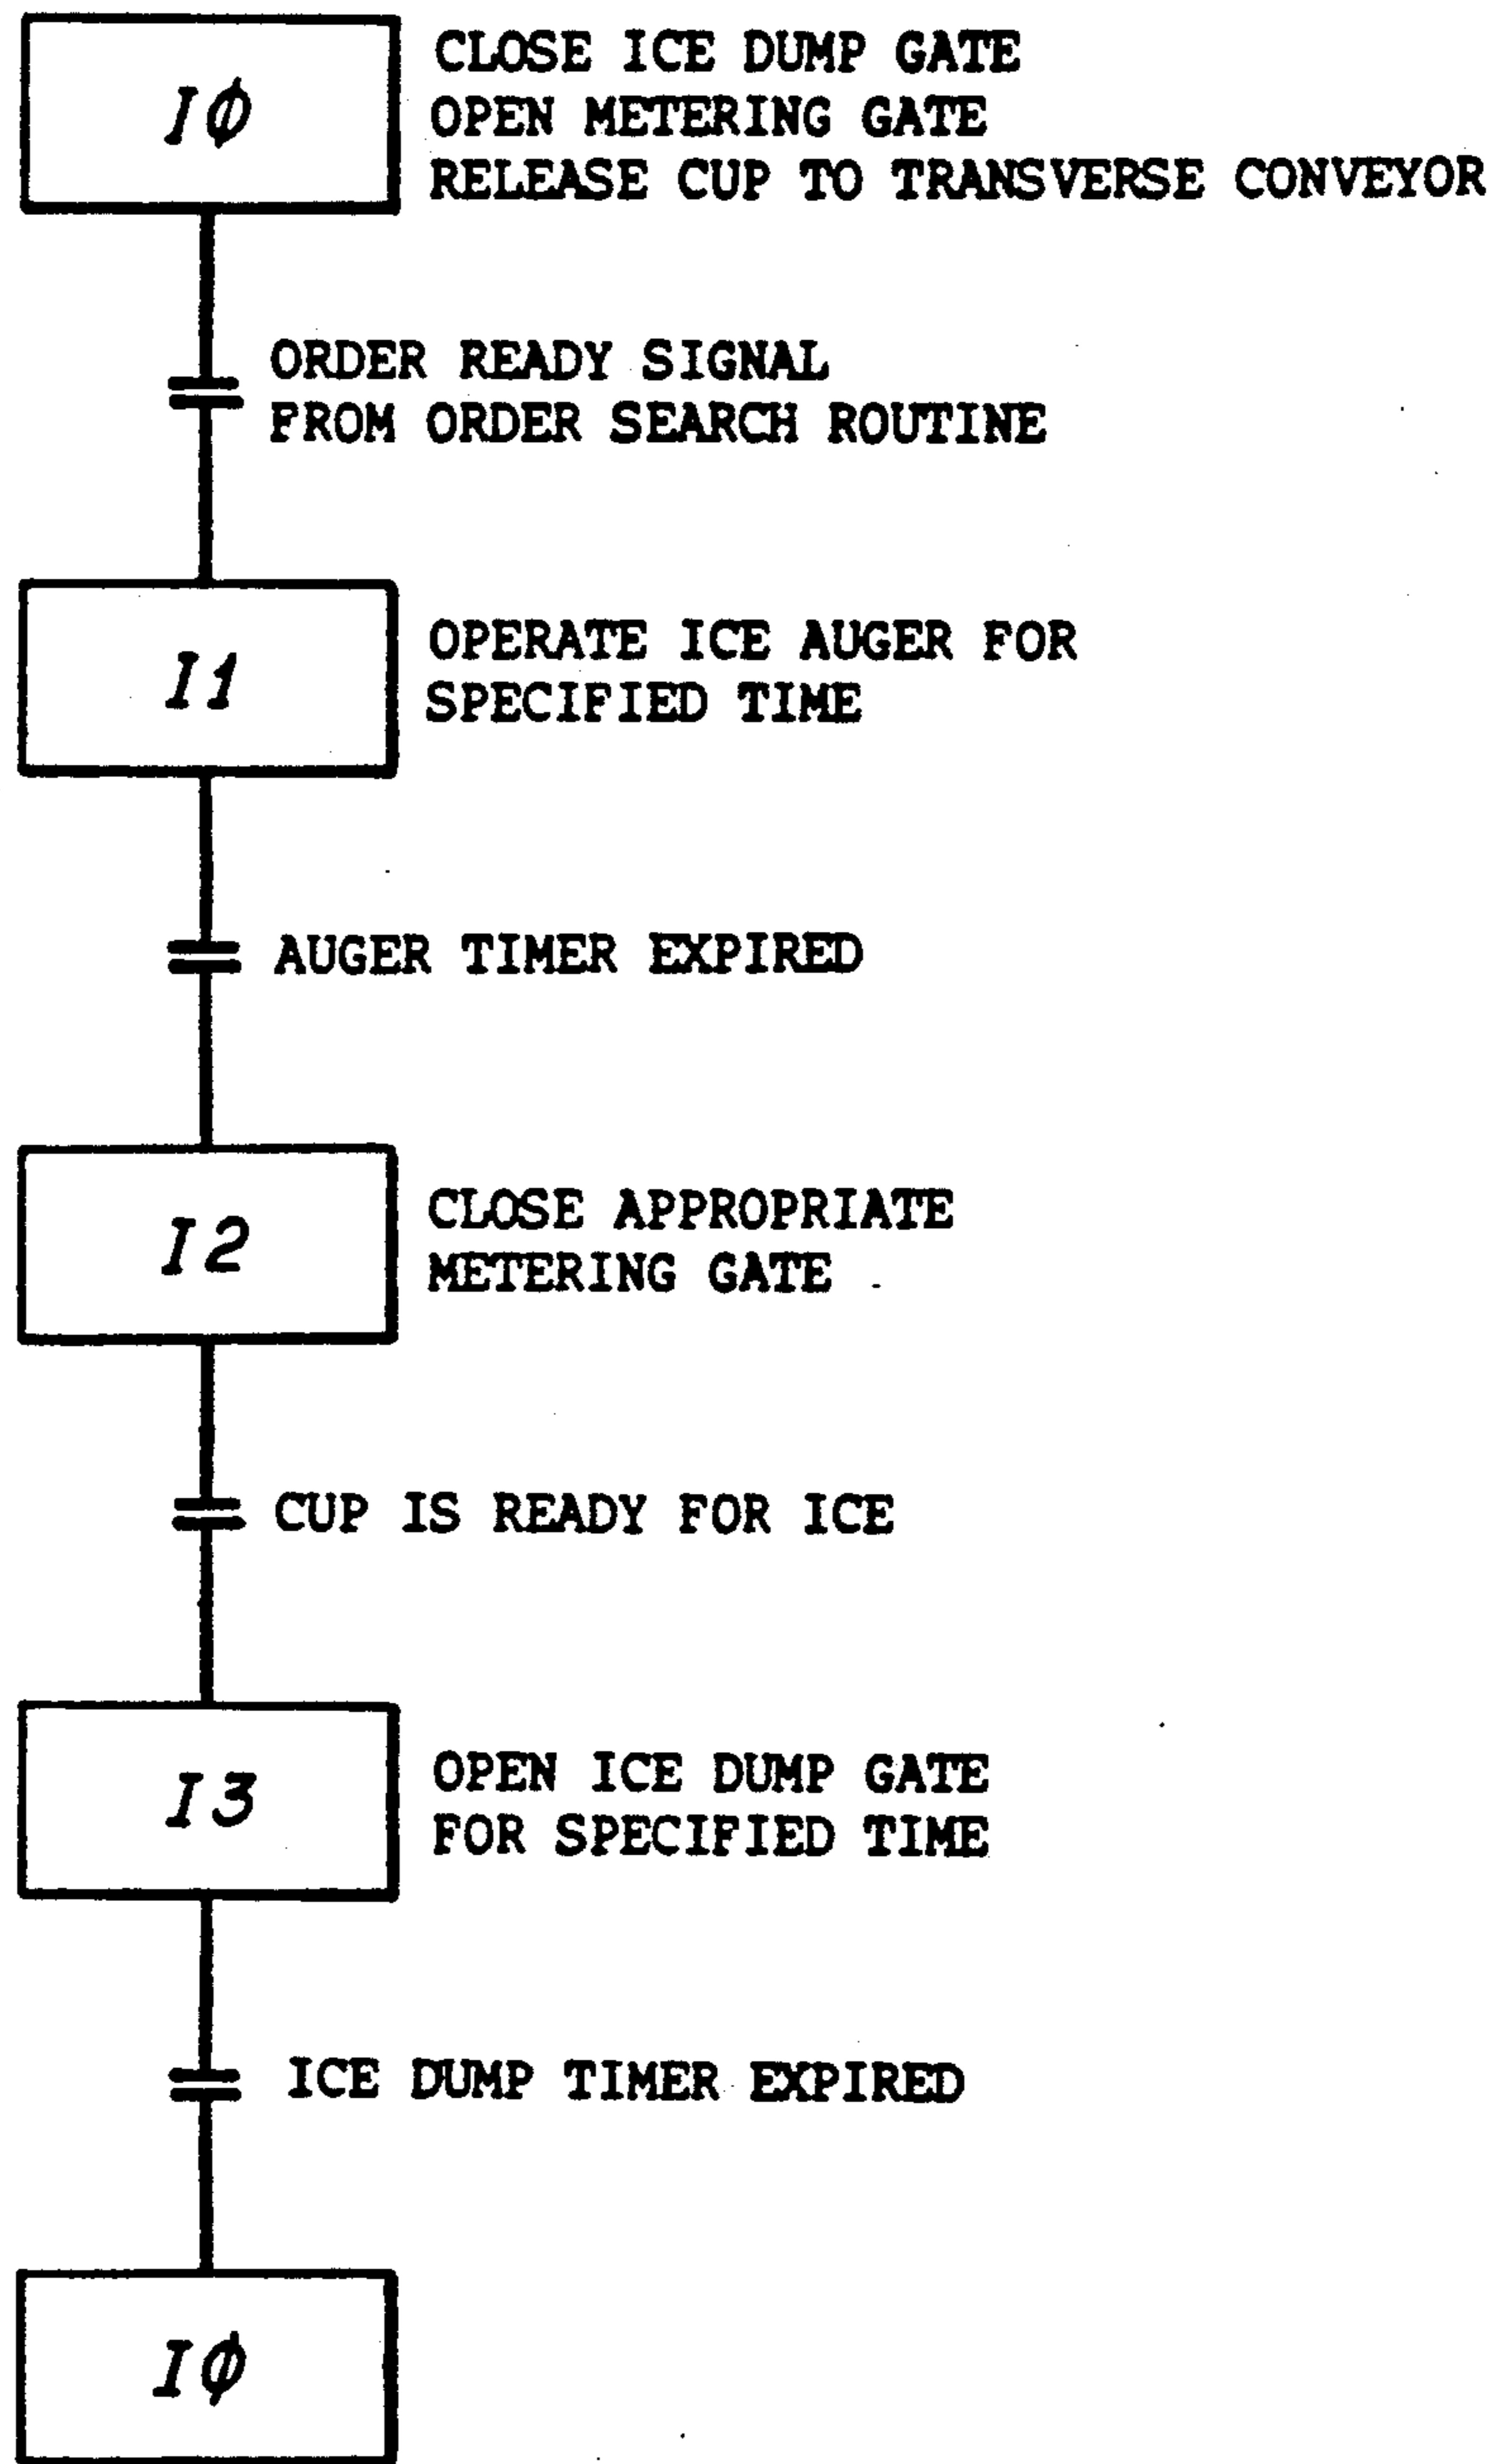 IØ
CLOSE ICE DUMP GATE
OPEN METERING GATE
RELEASE CUP TO TRANSVERSE CONVEYOR
ORDER READY SIGNAL
FROM ORDER SEARCH ROUTINE
I1
OPERATE ICE AUGER FOR
SPECIFIED TIME
AUGER TIMER EXPIRED
I2
CLOSE APPROPRIATE
METERING GATE
CUP IS READY FOR ICE
I3
OPEN ICE DUMP GATE
FOR SPECIFIED TIME
ICE DUMP TIMER EXPIRED
IØ